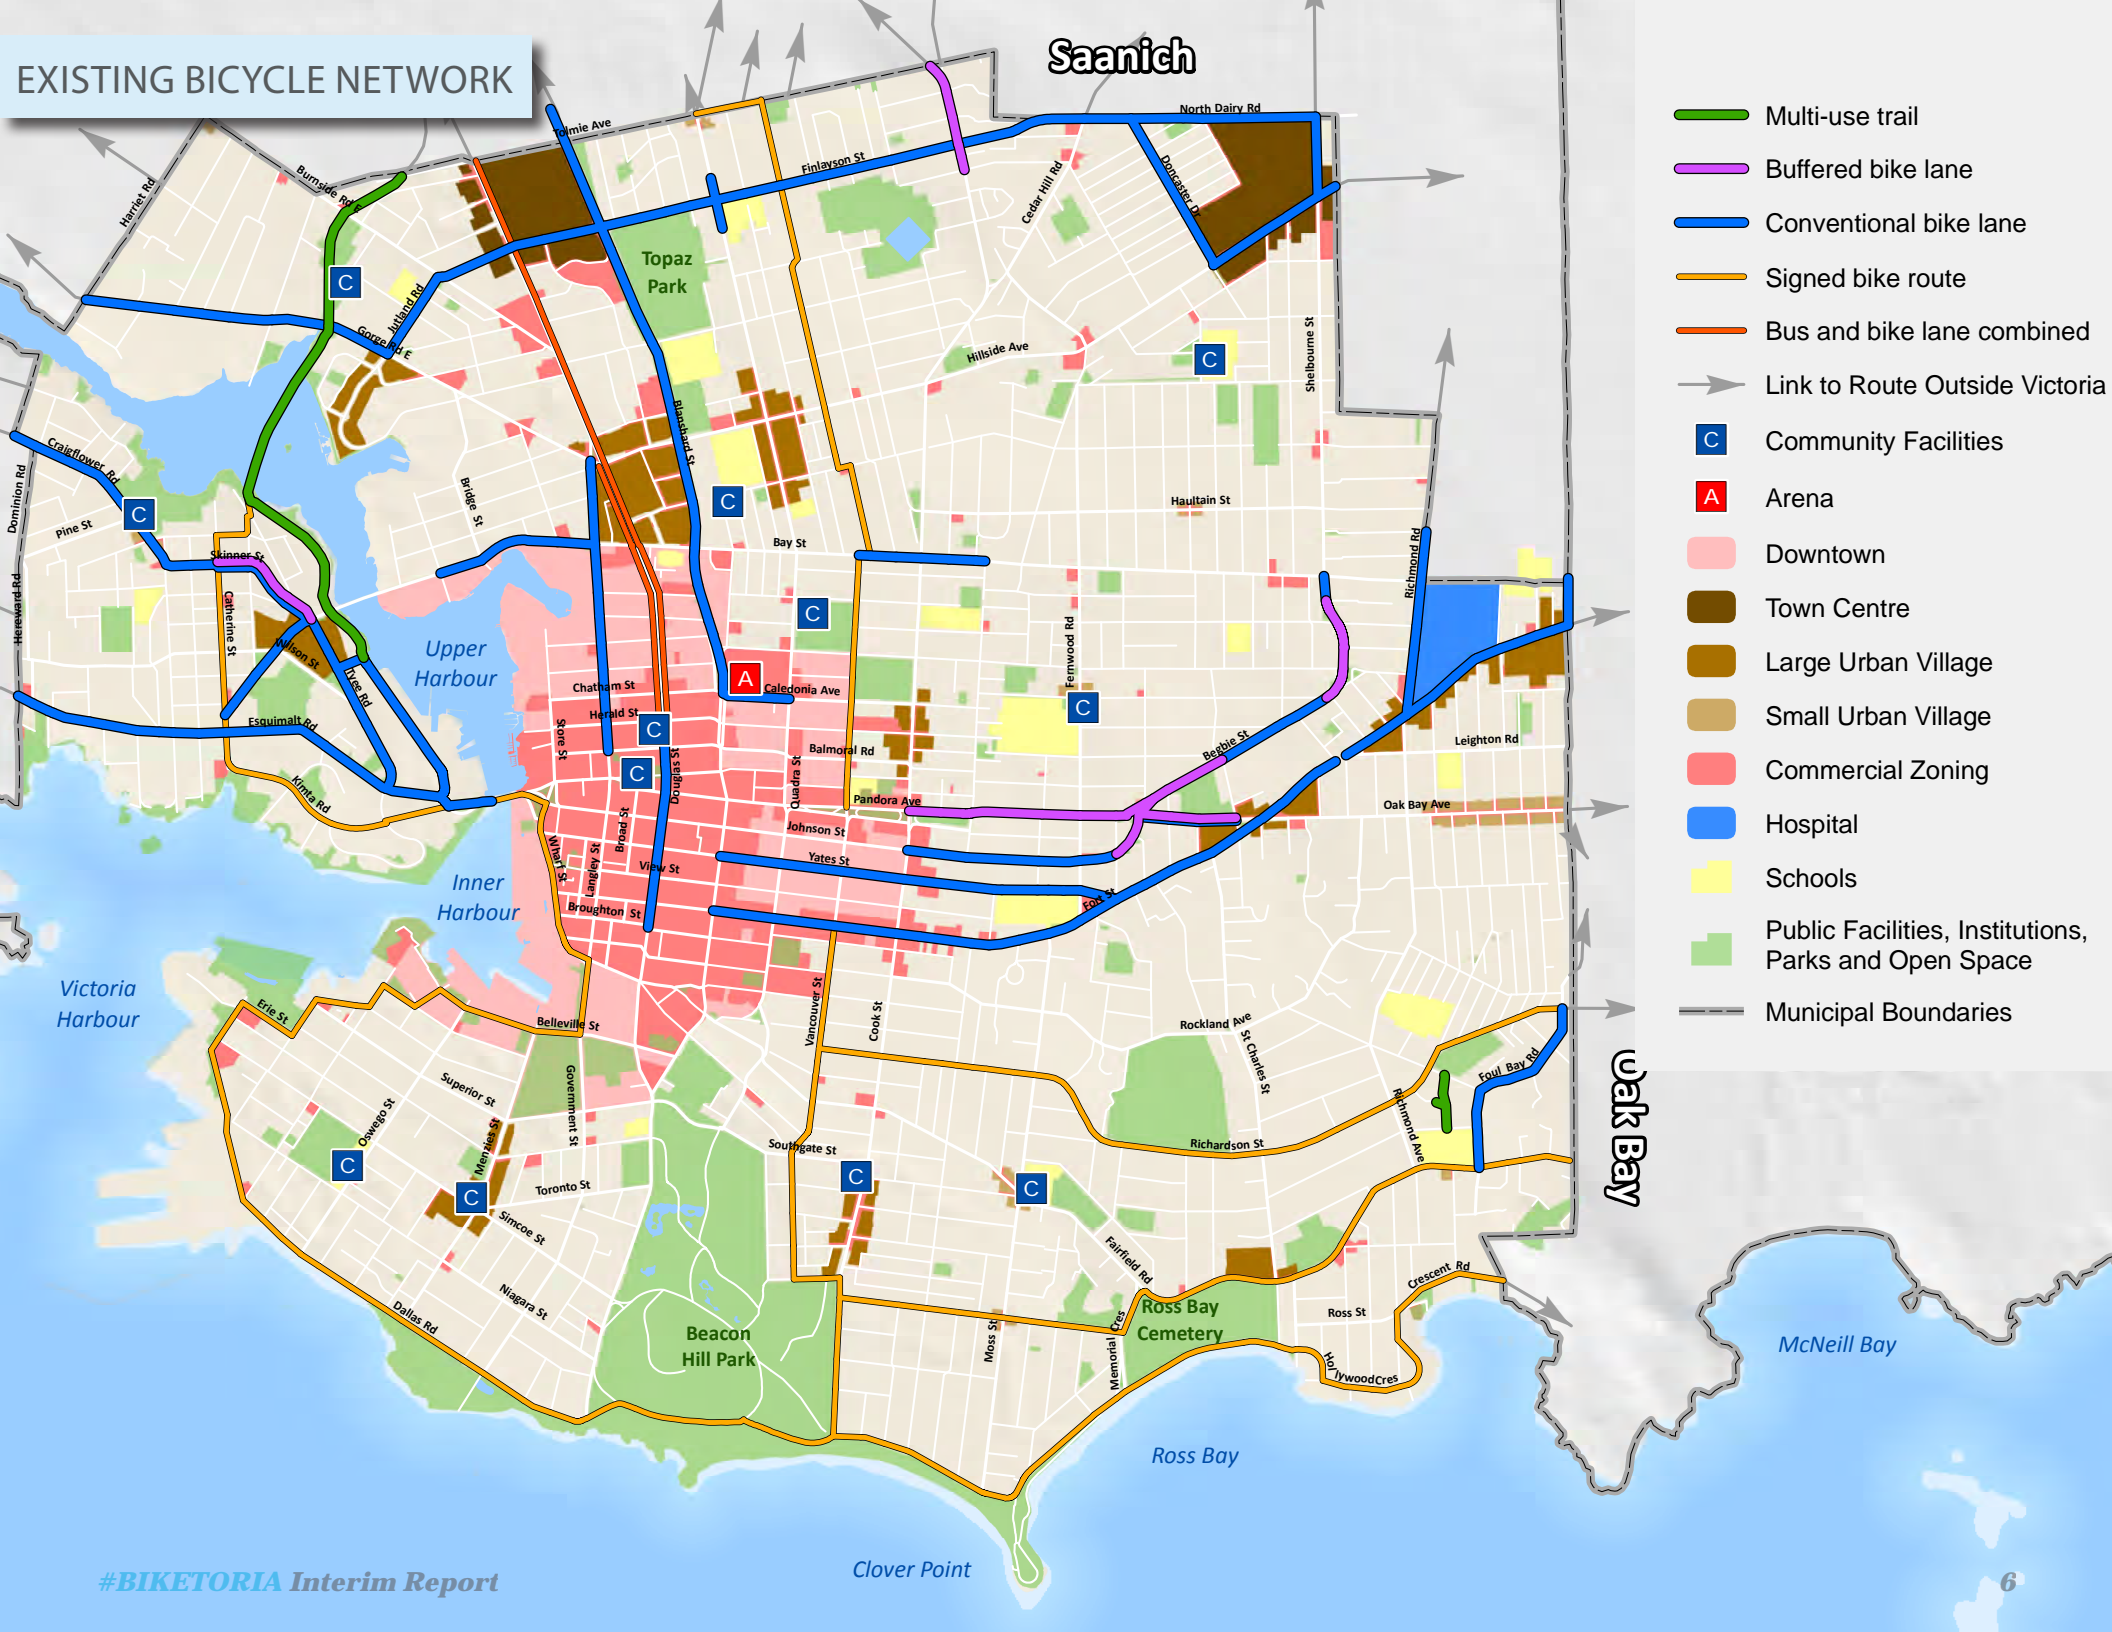 EXISTING BICYCLE NETWORK
Saanich
Oak Bay
Multi-use trail
Buffered bike lane
Conventional bike lane
Signed bike route
Bus and bike lane combined
Link to Route Outside Victoria
C
Community Facilities
A
Arena
Downtown
Town Centre
Large Urban Village
Small Urban Village
Commercial Zoning
Hospital
Schools
Public Facilities, Institutions,
Parks and Open Space
Municipal Boundaries
Tolmie Ave
North Dairy Rd
Finlayson St
Burnside Rd E
Harriet Rd
Cedar Hill Rd
Doncaster Dr
Topaz
Park
C
Jutland Rd
Gorge Rd E
Hillside Ave
C
Shelbourne St
Blanshard St
Craigflower Rd
Dominion Rd
Pine St
C
Bridge St
C
Haultain St
Bay St
Richmond Rd
Skinner St
Hereward Rd
Catherine St
Wilson St
Tyee Rd
Upper
Harbour
C
Fernwood Rd
A
Caledonia Ave
Chatham St
Herald St
C
C
C
Store St
Esquimalt Rd
Douglas St
Balmoral Rd
Quadra St
Begbie St
Leighton Rd
Kimta Rd
Pandora Ave
Oak Bay Ave
Johnson St
Broad St
Wharf St
Langley St
View St
Yates St
Fort St
Broughton St
Inner
Harbour
Victoria
Harbour
Erie St
Belleville St
Vancouver St
Cook St
Rockland Ave
St Charles St
Foul Bay Rd
Richmond Ave
Richardson St
Superior St
Government St
Oswego St
Menzies St
Southgate St
C
C
C
C
Toronto St
Simcoe St
Niagara St
Dallas Rd
Beacon
Hill Park
Fairfield Rd
Moss St
Memorial Cres
Ross Bay
Cemetery
Crescent Rd
Ross St
HollywoodCres
McNeill Bay
Ross Bay
Clover Point
#BIKETORIA Interim Report
6